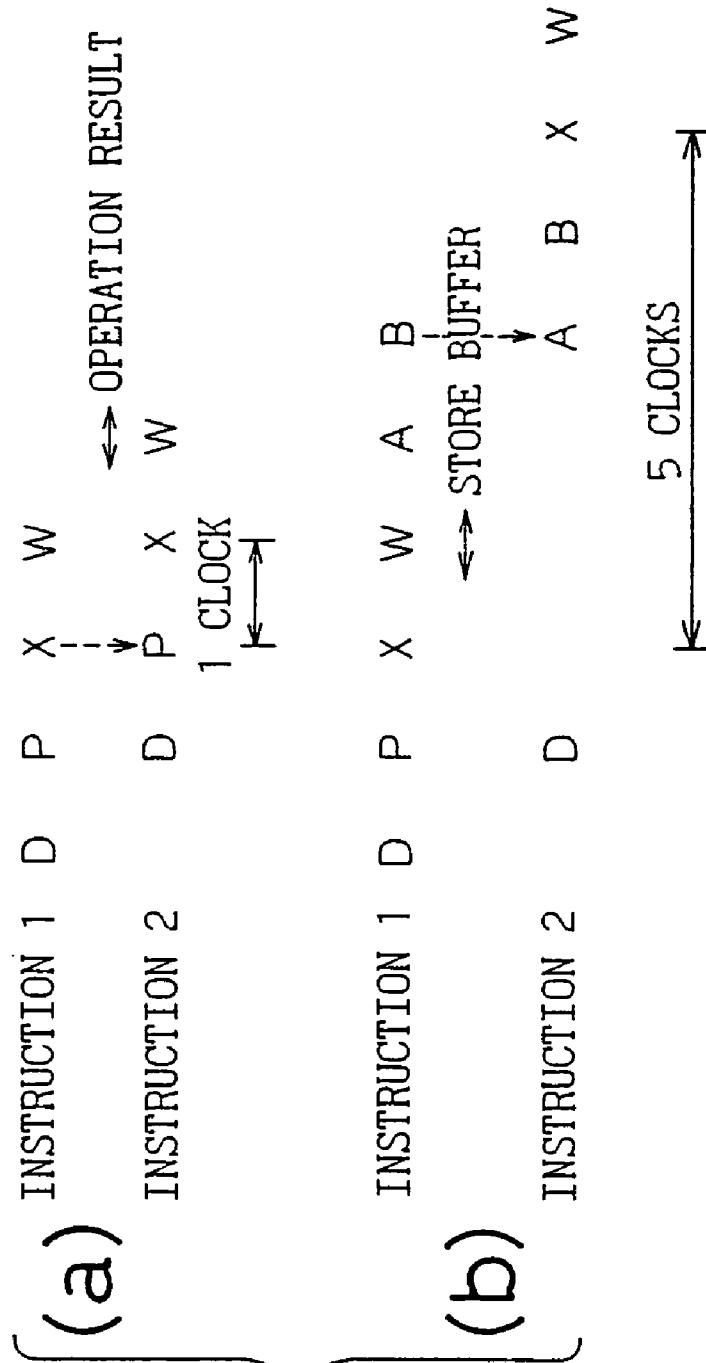 (a)
INSTRUCTION 1 D P X W
OPERATION RESULT
INSTRUCTION 2 D P X W
1 CLOCK
(b)
INSTRUCTION 1 D P X W A B
STORE BUFFER
INSTRUCTION 2 D A B X W
5 CLOCKS